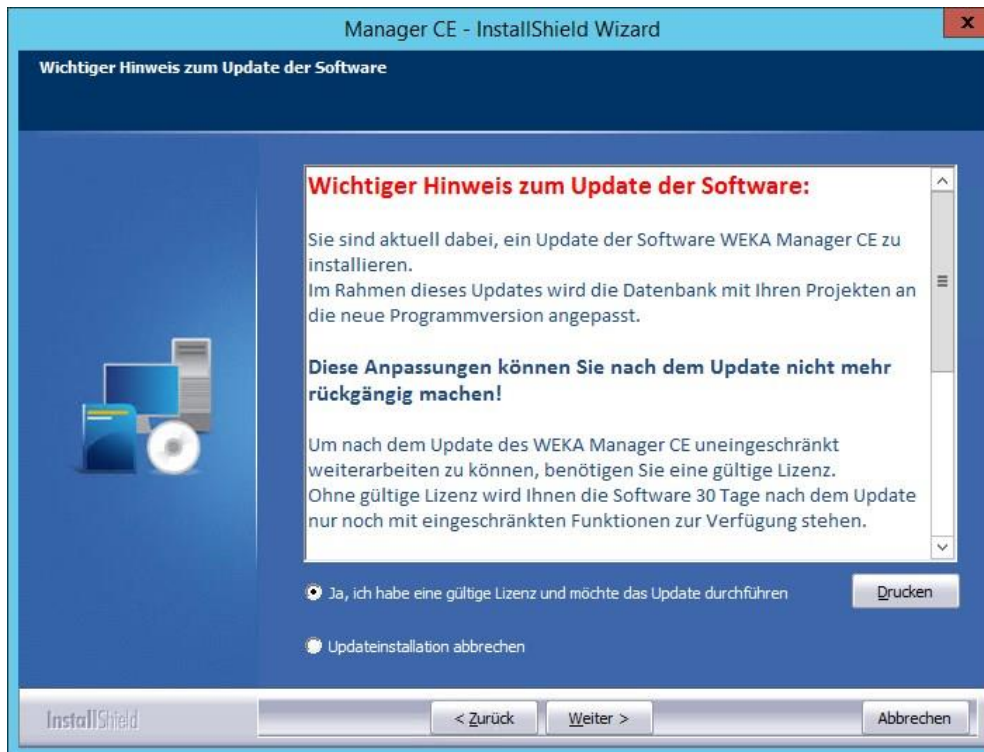 Manager CE - InstallShield Wizard
x
Wichtiger Hinweis zum Update der Software
Wichtiger Hinweis zum Update der Software:
Sie sind aktuell dabei, ein Update der Software WEKA Manager CE zu
installieren.
Im Rahmen dieses Updates wird die Datenbank mit Ihren Projekten an
die neue Programmversion angepasst.
Diese Anpassungen können Sie nach dem Update nicht mehr
rückgängig machen!
Um nach dem Update des WEKA Manager CE uneingeschränkt
weiterarbeiten zu können, benötigen Sie eine gültige Lizenz.
Ohne gültige Lizenz wird Ihnen die Software 30 Tage nach dem Update
nur noch mit eingeschränkten Funktionen zur Verfügung stehen.
Ja, ich habe eine gültige Lizenz und möchte das Update durchführen
Drucken
Updateinstallation abbrechen
InstallShield
< Zurück
Weiter >
Abbrechen